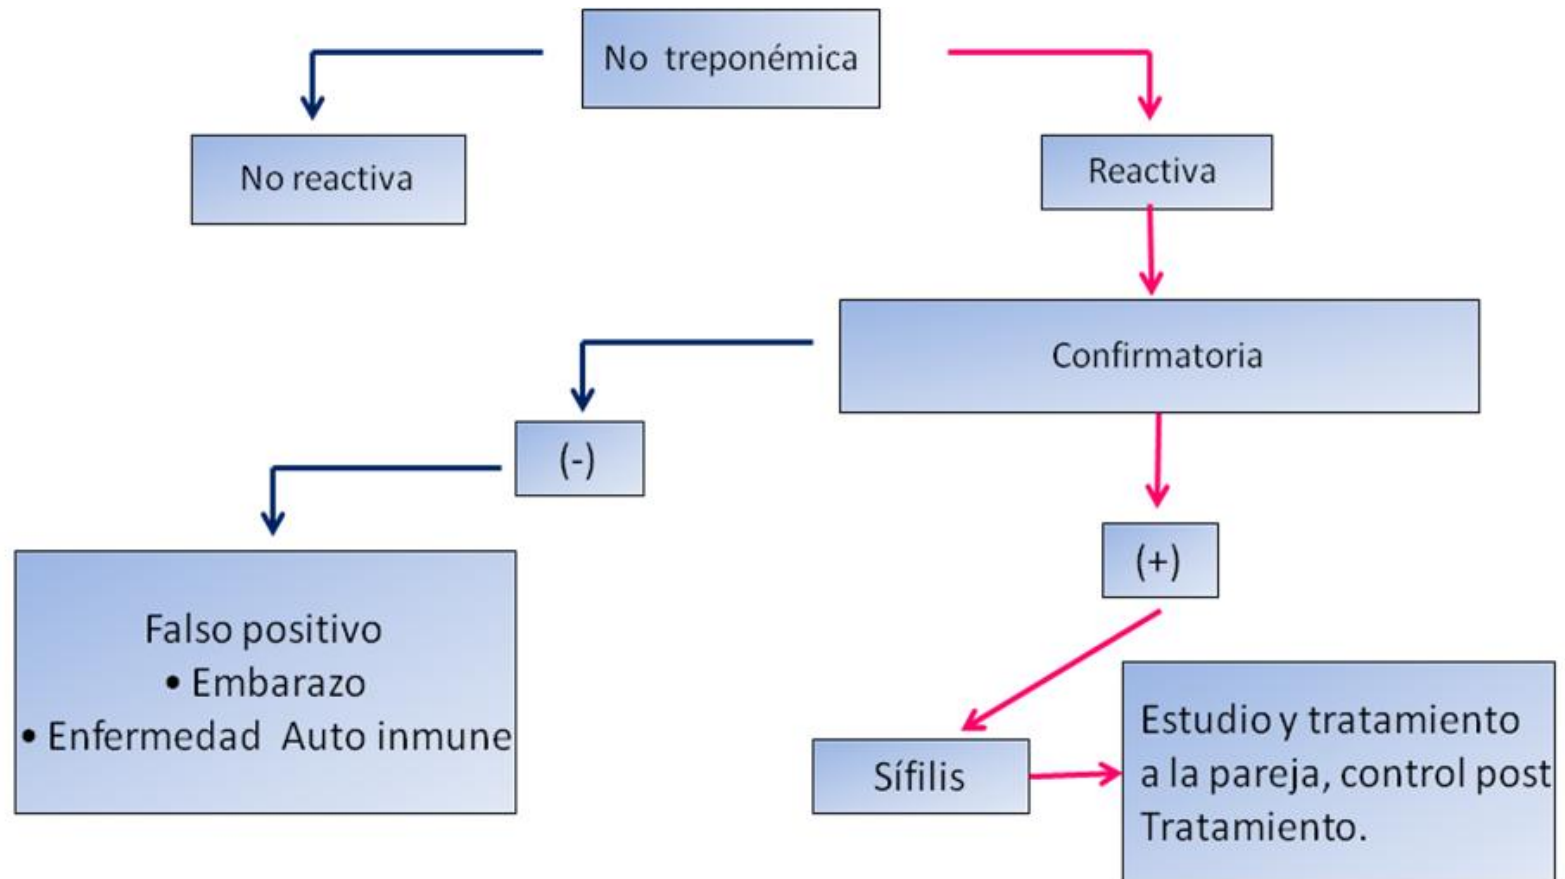 No treponémica
No reactiva
Reactiva
Confirmatoria
(-)
(+)
Falso positivo
• Embarazo
• Enfermedad Auto inmune
Sífilis
Estudio y tratamiento
a la pareja, control post
Tratamiento.